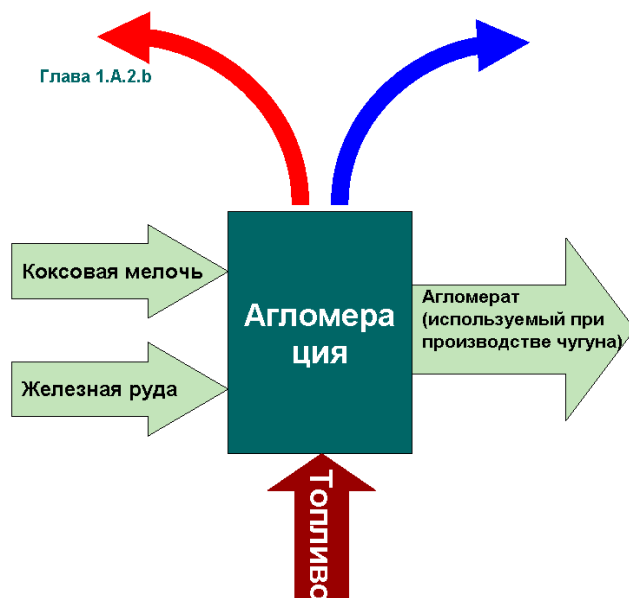 Глава 1.A.2.b
Коксовая мелочь
Железная руда
Агломера
ция
Агломерат
(используемый при
производстве чугуна)
Топливо